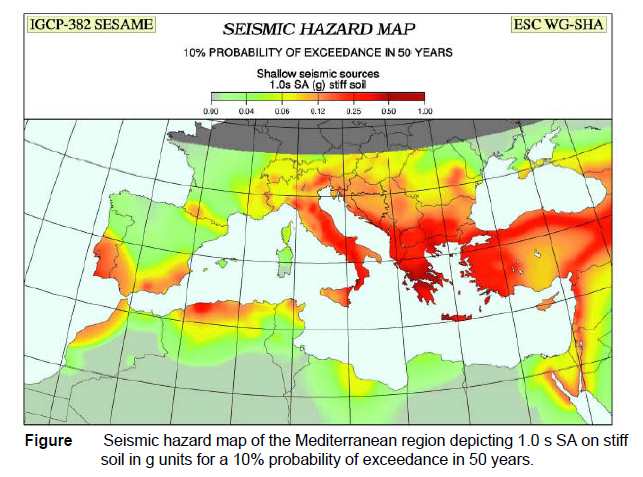 IGCP-382 SESAME
SEISMIC HAZARD MAP
ESC WG-SHA
10% PROBABILITY OF EXCEEDANCE IN 50 YEARS
Shallow seismic sources
1.0s SA (g) stiff soil
0.00 0.04 0.06 0.12 0.25 0.50 1.00
Figure Seismic hazard map of the Mediterranean region depicting 1.0 s SA on stiff
soil in g units for a 10% probability of exceedance in 50 years.